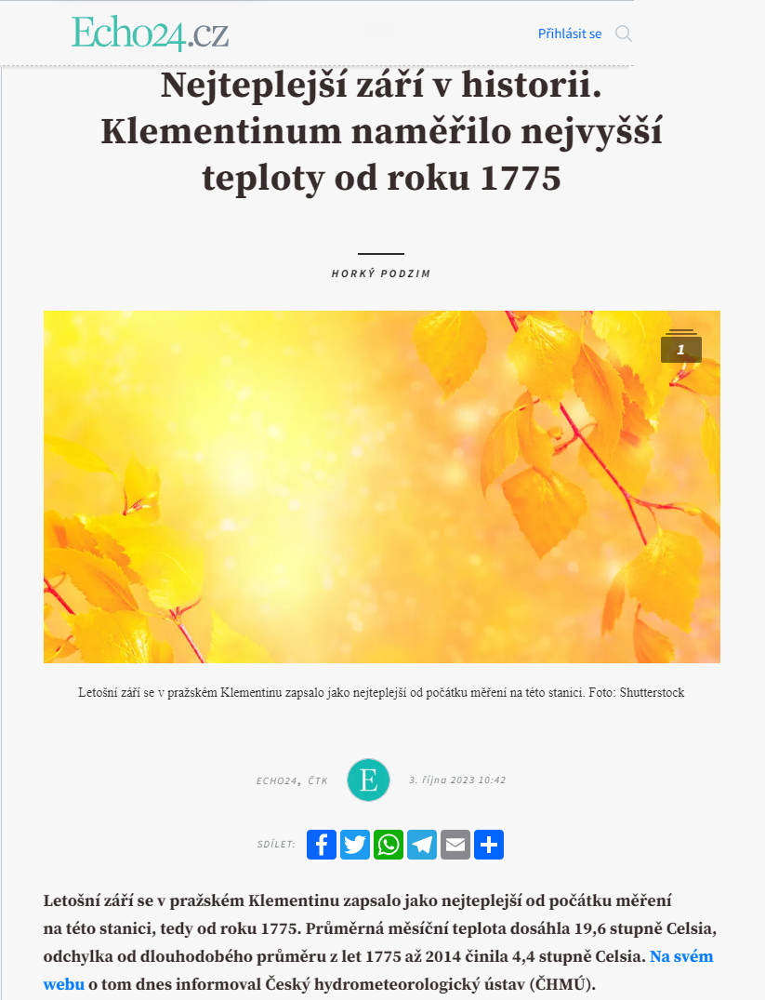 Echo24.cz
Přihlásit se
Nejteplejší září v historii.
Klementinum naměřilo nejvyšší
teploty od roku 1775
HORKÝ PODZIM
1
Letošní září se v pražském Klementinu zapsalo jako nejteplejší od počátku měření na této stanici. Foto: Shutterstock
ECHO24, ČTK
E
3. října 2023 10:42
SDÍLET:
Letošní září se v pražském Klementinu zapsalo jako nejteplejší od počátku měření
na této stanici, tedy od roku 1775. Průměrná měsíční teplota dosáhla 19,6 stupně Celsia,
odchylka od dlouhodobého průměru z let 1775 až 2014 činila 4,4 stupně Celsia. Na svém
webu o tom dnes informoval Český hydrometeorologický ústav (ČHMÚ).